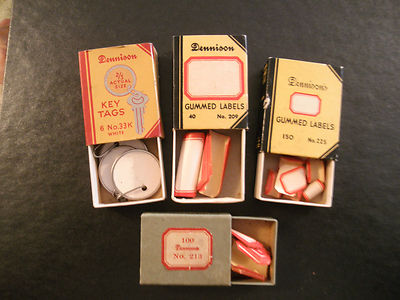 Dennison
2/3
ACTUAL
SIZE
KEY
TAGS
6 No. 33K
WHITE
Dennison
GUMMED LABELS
40 No. 209
Dennison's
GUMMED LABELS
150 No. 225
100
Dennison
No. 213